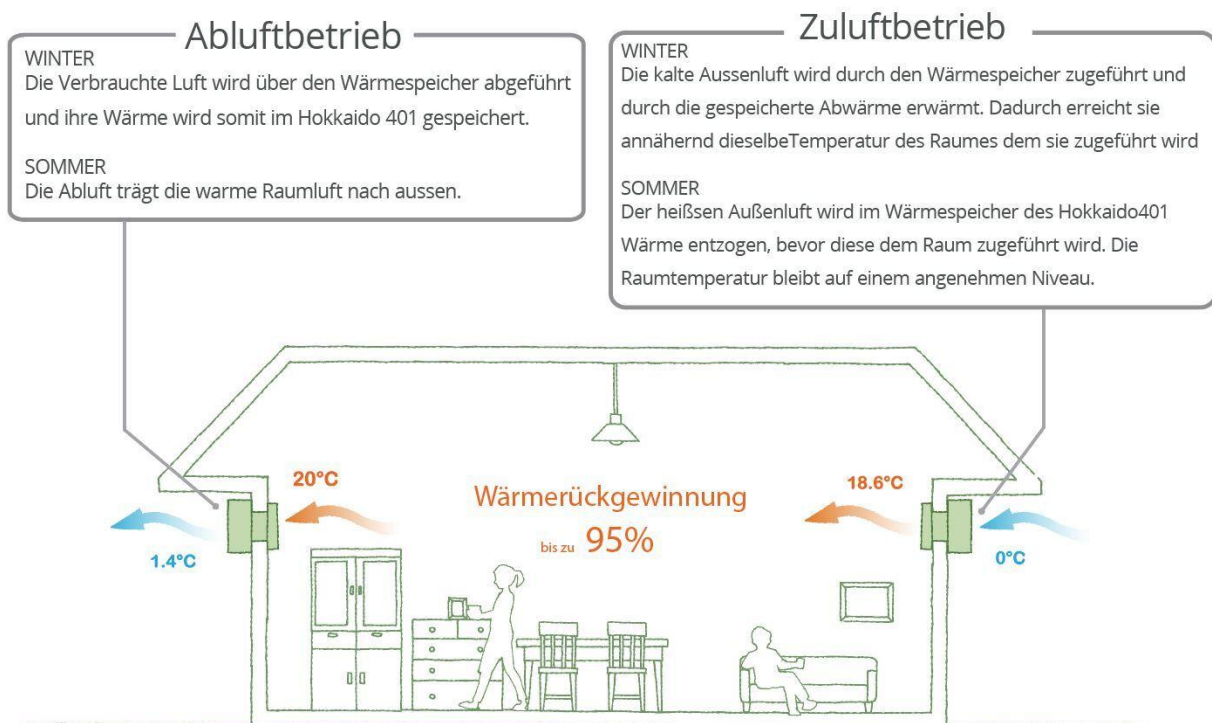 Abluftbetrieb
WINTER
Die Verbrauchte Luft wird über den Wärmespeicher abgeführt
und ihre Wärme wird somit im Hokkaido 401 gespeichert.
SOMMER
Die Abluft trägt die warme Raumluft nach aussen.
Zuluftbetrieb
WINTER
Die kalte Aussenluft wird durch den Wärmespeicher zugeführt und
durch die gespeicherte Abwärme erwärmt. Dadurch erreicht sie
annähernd dieselbeTemperatur des Raumes dem sie zugeführt wird
SOMMER
Der heißsen Außenluft wird im Wärmespeicher des Hokkaido401
Wärme entzogen, bevor diese dem Raum zugeführt wird. Die
Raumtemperatur bleibt auf einem angenehmen Niveau.
20°C
1.4°C
Wärmerückgewinnung
bis zu 95%
18.6°C
0°C